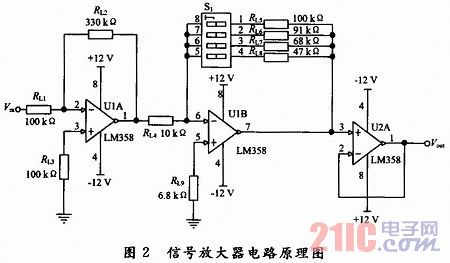 S₁
R_L2
330 kΩ
8 1 R_L5 100 kΩ
7 2 R_L6 91 kΩ
6 3 R_L7 68 kΩ
5 4 R_L8 47 kΩ
+12 V
8
+12 V
8
-12 V
4
V_in R_L1
100 kΩ
2
3
1
U1A
LM358
R_L4 10 kΩ
6
5
7
U1B
LM358
3
2
1
U2A
LM358
V_out
4
-12 V
4
-12 V
8
+12 V
R_L3
100 kΩ
R_L9
6.8 kΩ
21IC 电子网
.com
图 2 信号放大器电路原理图